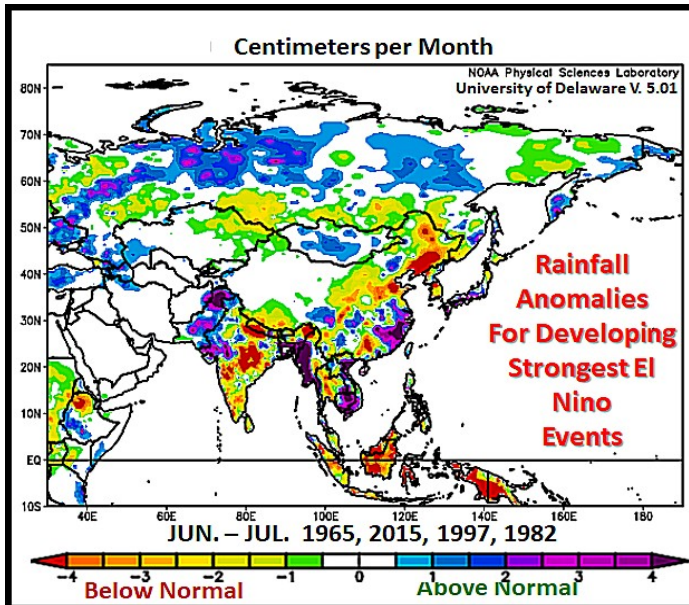 Centimeters per Month
NOAA Physical Sciences Laboratory
University of Delaware V. 5.01
80N
70N
60N
50N
40N
30N
20N
10N
EQ
10S
Rainfall
Anomalies
For Developing
Strongest El
Nino
Events
40E 60E 80E 100E 120E 140E 160E 180
JUN. – JUL. 1965, 2015, 1997, 1982
-4 -3 -2 -1 0 1 2 3 4
Below Normal Above Normal